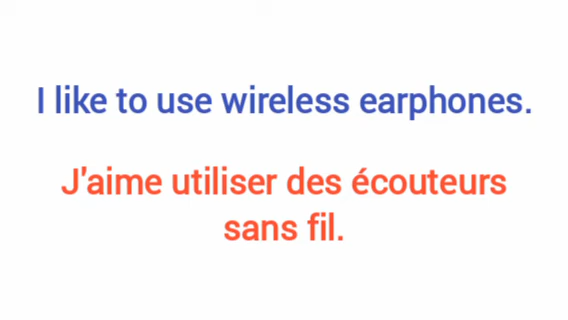 I like to use wireless earphones.
J'aime utiliser des écouteurs
sans fil.